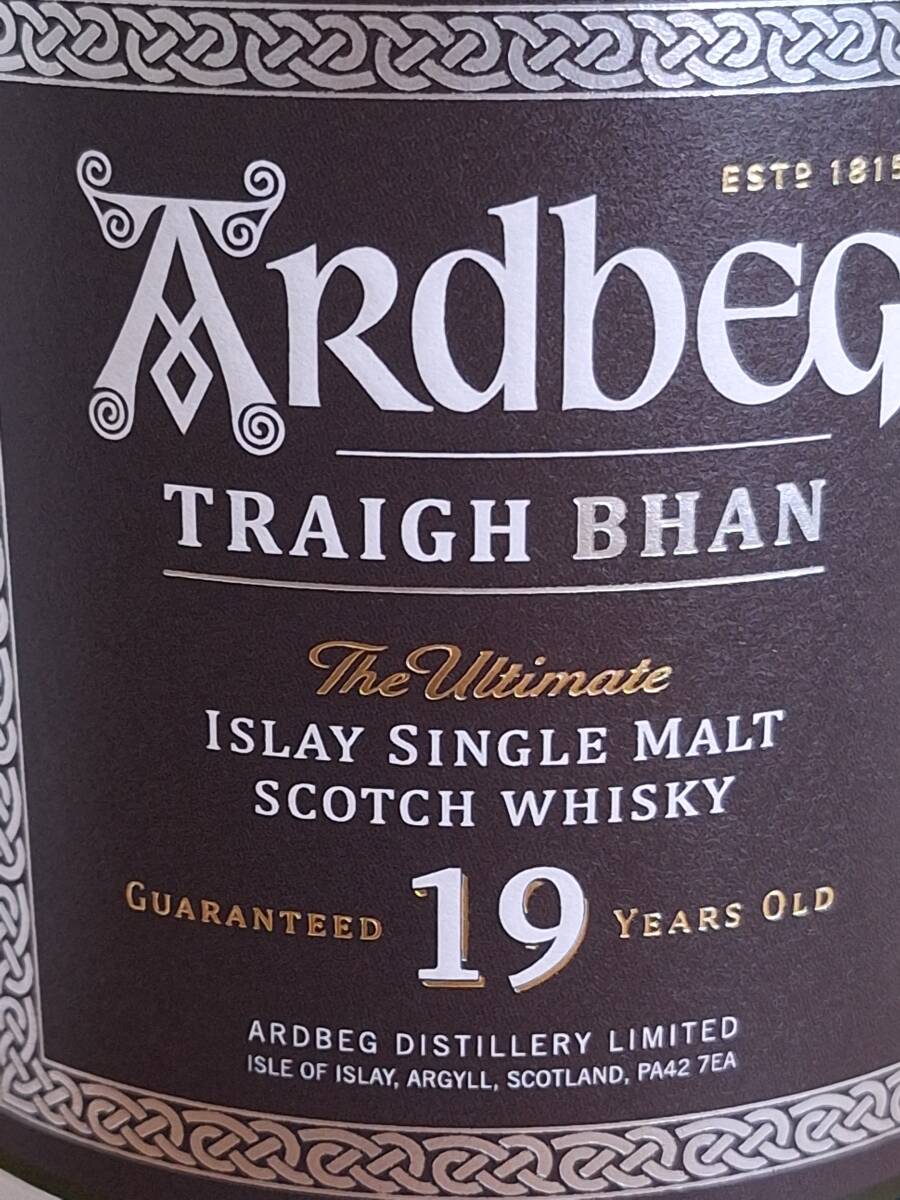 ESTD 1815
Ardbeg
TRAIGH BHAN
The Ultimate
ISLAY SINGLE MALT
SCOTCH WHISKY
GUARANTEED 19 YEARS OLD
ARDBEG DISTILLERY LIMITED
ISLE OF ISLAY, ARGYLL, SCOTLAND, PA42 7EA